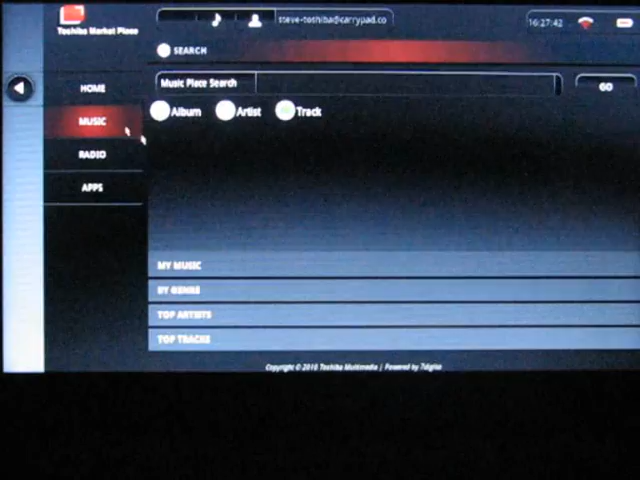 Toshiba Market Place
steve-toshiba@carrypad.co
16:27:42
SEARCH
HOME
MUSIC
RADIO
APPS
Music Place Search
GO
Album
Artist
Track
MY MUSIC
BY GENRE
TOP ARTISTS
TOP TRACKS
Copyright © 2010 Toshiba Multimedia | Powered by 7digital